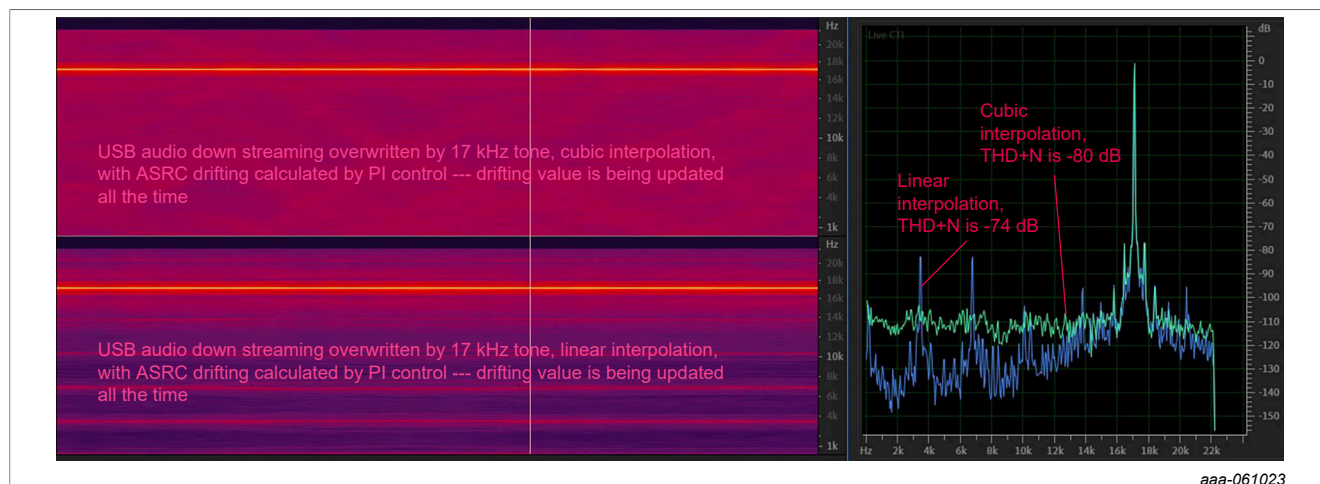 Hz
20k
18k
16k
14k
12k
10k
8k
6k
4k
1k
USB audio down streaming overwritten by 17 kHz tone, cubic interpolation,
with ASRC drifting calculated by PI control --- drifting value is being updated
all the time
Hz
20k
18k
16k
14k
12k
10k
8k
6k
4k
1k
USB audio down streaming overwritten by 17 kHz tone, linear interpolation,
with ASRC drifting calculated by PI control --- drifting value is being updated
all the time
Live CTI
dB
0
-10
-20
-30
-40
-50
-60
-70
-80
-90
-100
-110
-120
-130
-140
-150
Cubic
interpolation,
THD+N is -80 dB
Linear
interpolation,
THD+N is -74 dB
Hz 2k 4k 6k 8k 10k 12k 14k 16k 18k 20k 22k
aaa-061023